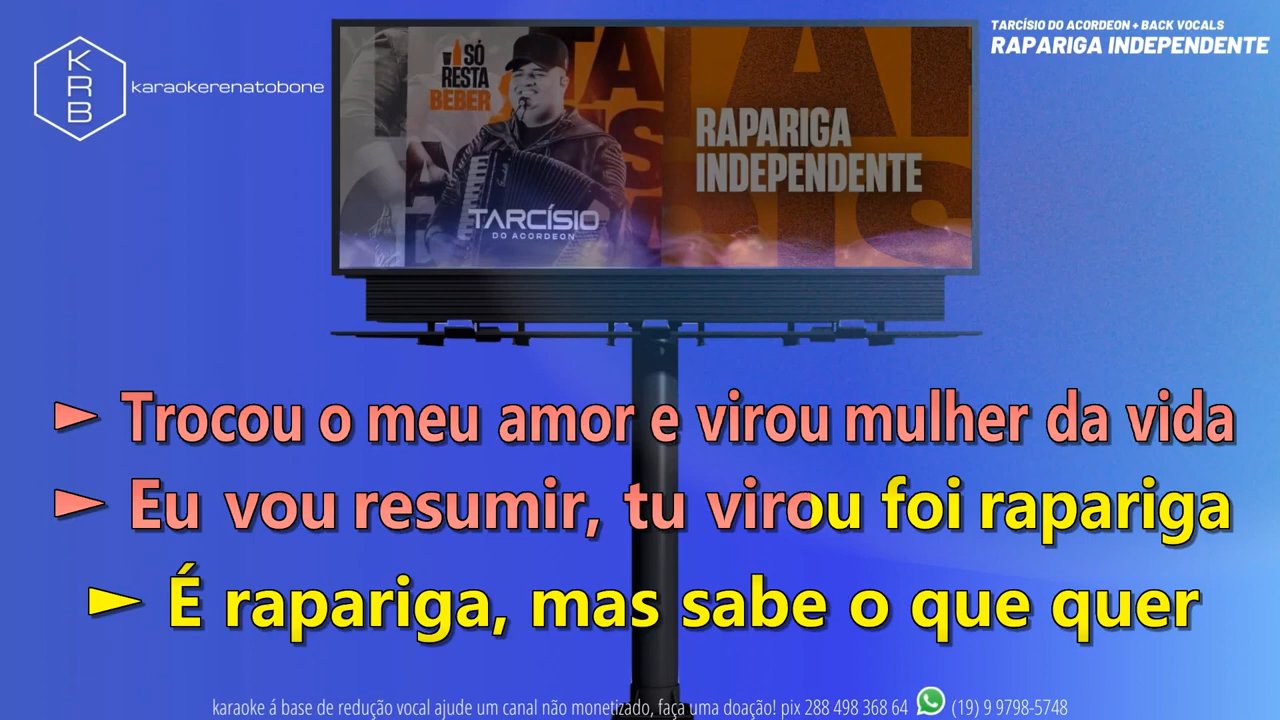 KRB
karaokerenatobone
TARCÍSIO DO ACORDEON + BACK VOCALS
RAPARIGA INDEPENDENTE
SÓ
RESTA
BEBER
RAPARIGA
INDEPENDENTE
TARCÍSIO
DO ACORDEON
Trocou o meu amor e virou mulher da vida
Eu vou resumir, tu virou foi rapariga
É rapariga, mas sabe o que quer
karaoke á base de redução vocal ajude um canal não monetizado, faça uma doação! pix 288 498 368 64 (19) 9 9798-5748